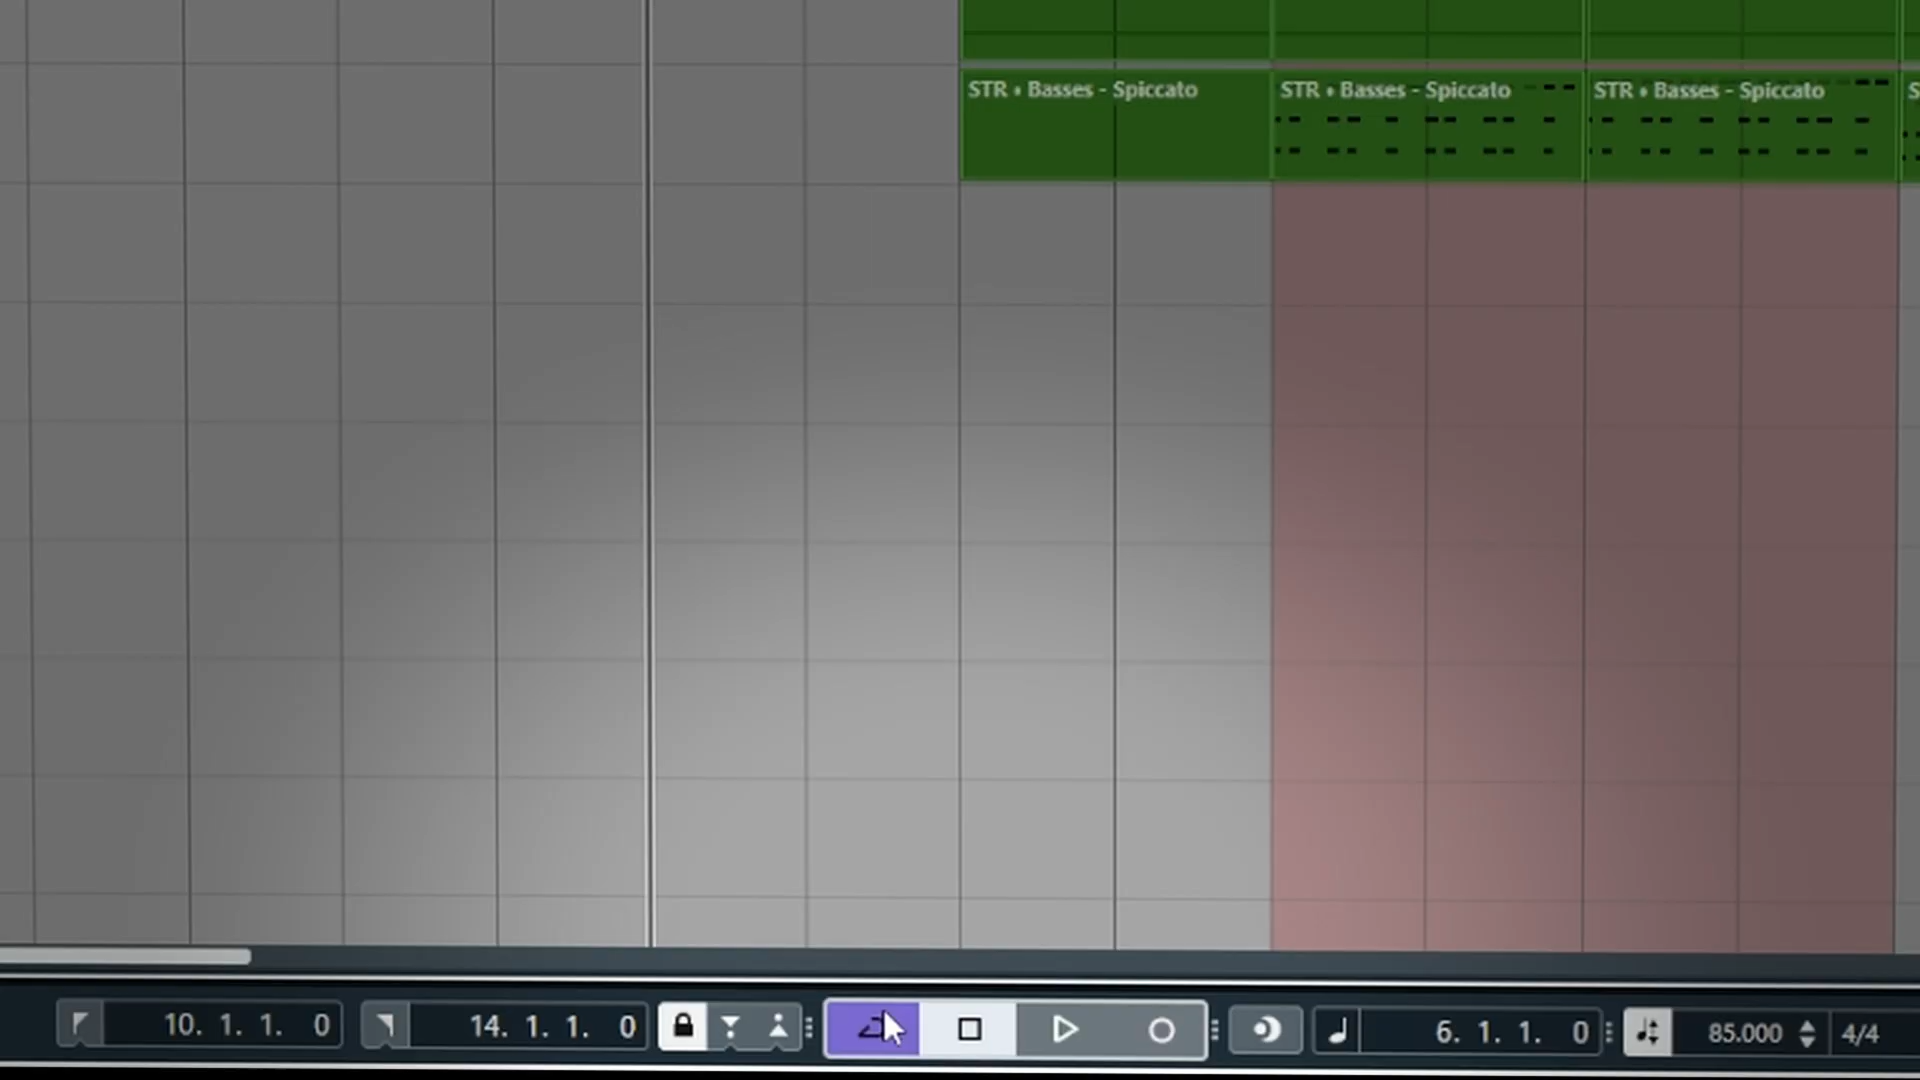 STR • Basses - Spiccato STR • Basses - Spiccato STR • Basses - Spiccato S
10. 1. 1. 0 14. 1. 1. 0 6. 1. 1. 0 85.000 4/4